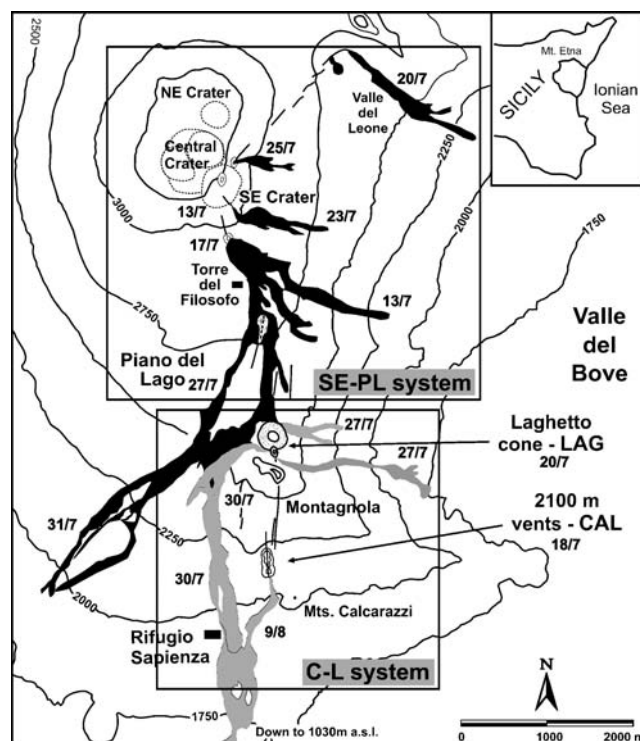 2500
2500
2250
NE Crater
20/7
Valle
del
Leone
Mt. Etna
SICILY
Ionian
Sea
Central
Crater
25/7
2250
SE Crater
2000
1750
3000
13/7
23/7
17/7
Torre
del
Filosofo
13/7
2750
Valle
del
Bove
Piano del
Lago
27/7
SE-PL system
27/7
27/7
Laghetto
cone - LAG
20/7
30/7
Montagnola
31/7
2250
2100 m
vents - CAL
18/7
2000
30/7
Mts. Calcarazzi
9/8
Rifugio
Sapienza
C-L system
N
1750
Down to 1030m a.s.l.
0 1000 2000 m